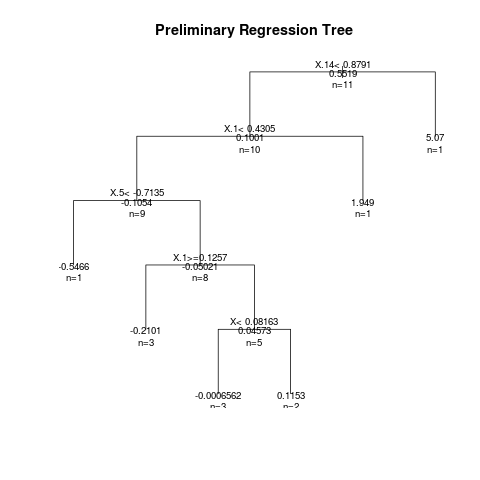 Preliminary Regression Tree
X.14< 0.8791
0.5519
n=11
X.1< 0.4305
0.1001
n=10
5.07
n=1
X.5< -0.7135
-0.1054
n=9
1.949
n=1
-0.5466
n=1
X.1>=0.1257
-0.05021
n=8
-0.2101
n=3
X< 0.08163
0.04573
n=5
-0.0006562
n=3
0.1153
n=2